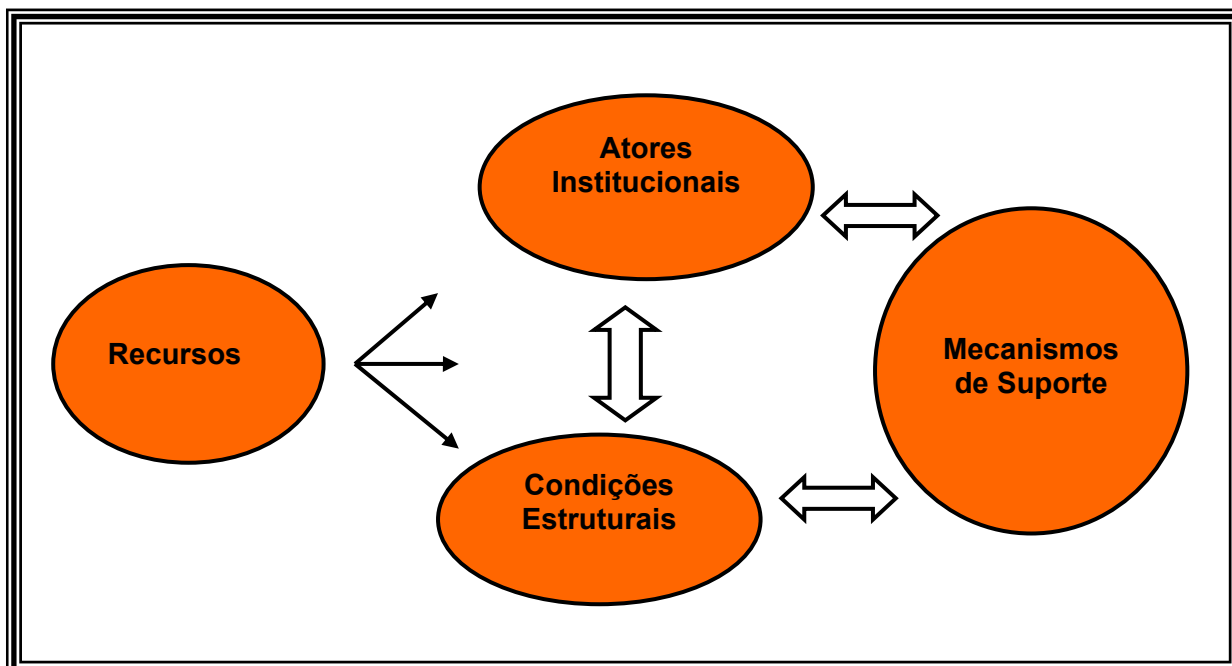 Atores
Institucionais
Recursos
Mecanismos
de Suporte
Condições
Estruturais